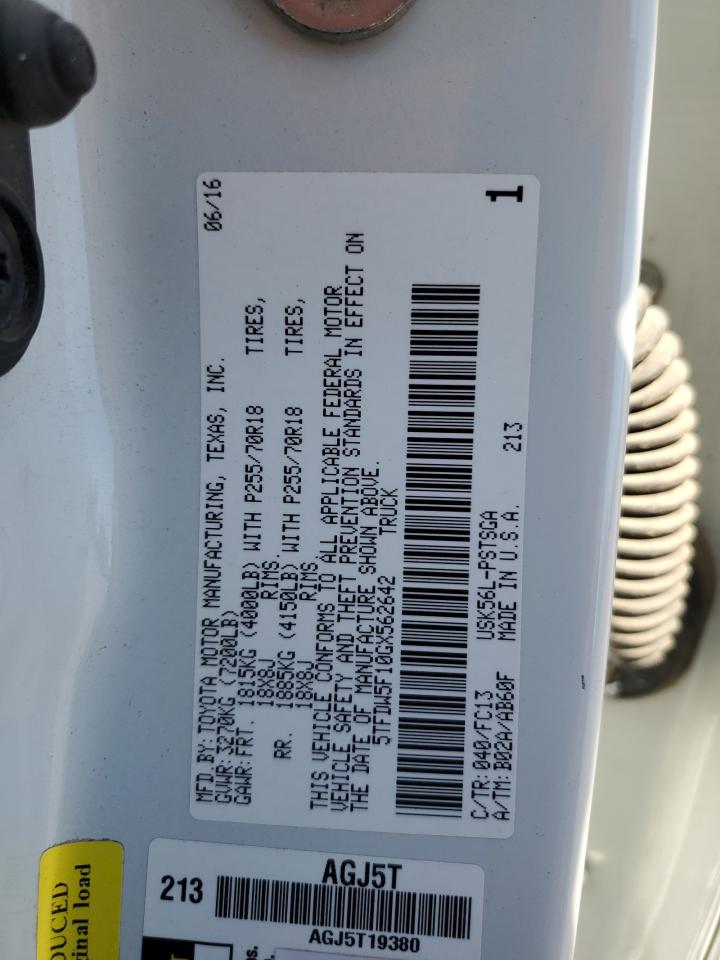 MFD.BY:TOYOTA MOTOR MANUFACTURING, TEXAS, INC. 06/16
GVWR:3270KG (7200LB)
GAWR:FRT. 1815KG (4000LB) WITH P255/70R18 TIRES,
18X8J RIMS,
RR. 1885KG (4150LB) WITH P255/70R18 TIRES,
18X8J RIMS,
THIS VEHICLE CONFORMS TO ALL APPLICABLE FEDERAL MOTOR
VEHICLE SAFETY AND THEFT PREVENTION STANDARDS IN EFFECT ON
THE DATE OF MANUFACTURE SHOWN ABOVE.
5TFDW5F10GX562642 TRUCK
C/TR:040/FC13 USK56L-PSTSGA
A/TM:B02A/AB60F MADE IN U.S.A. 213
1
213
AGJ5T
AGJ5T19380